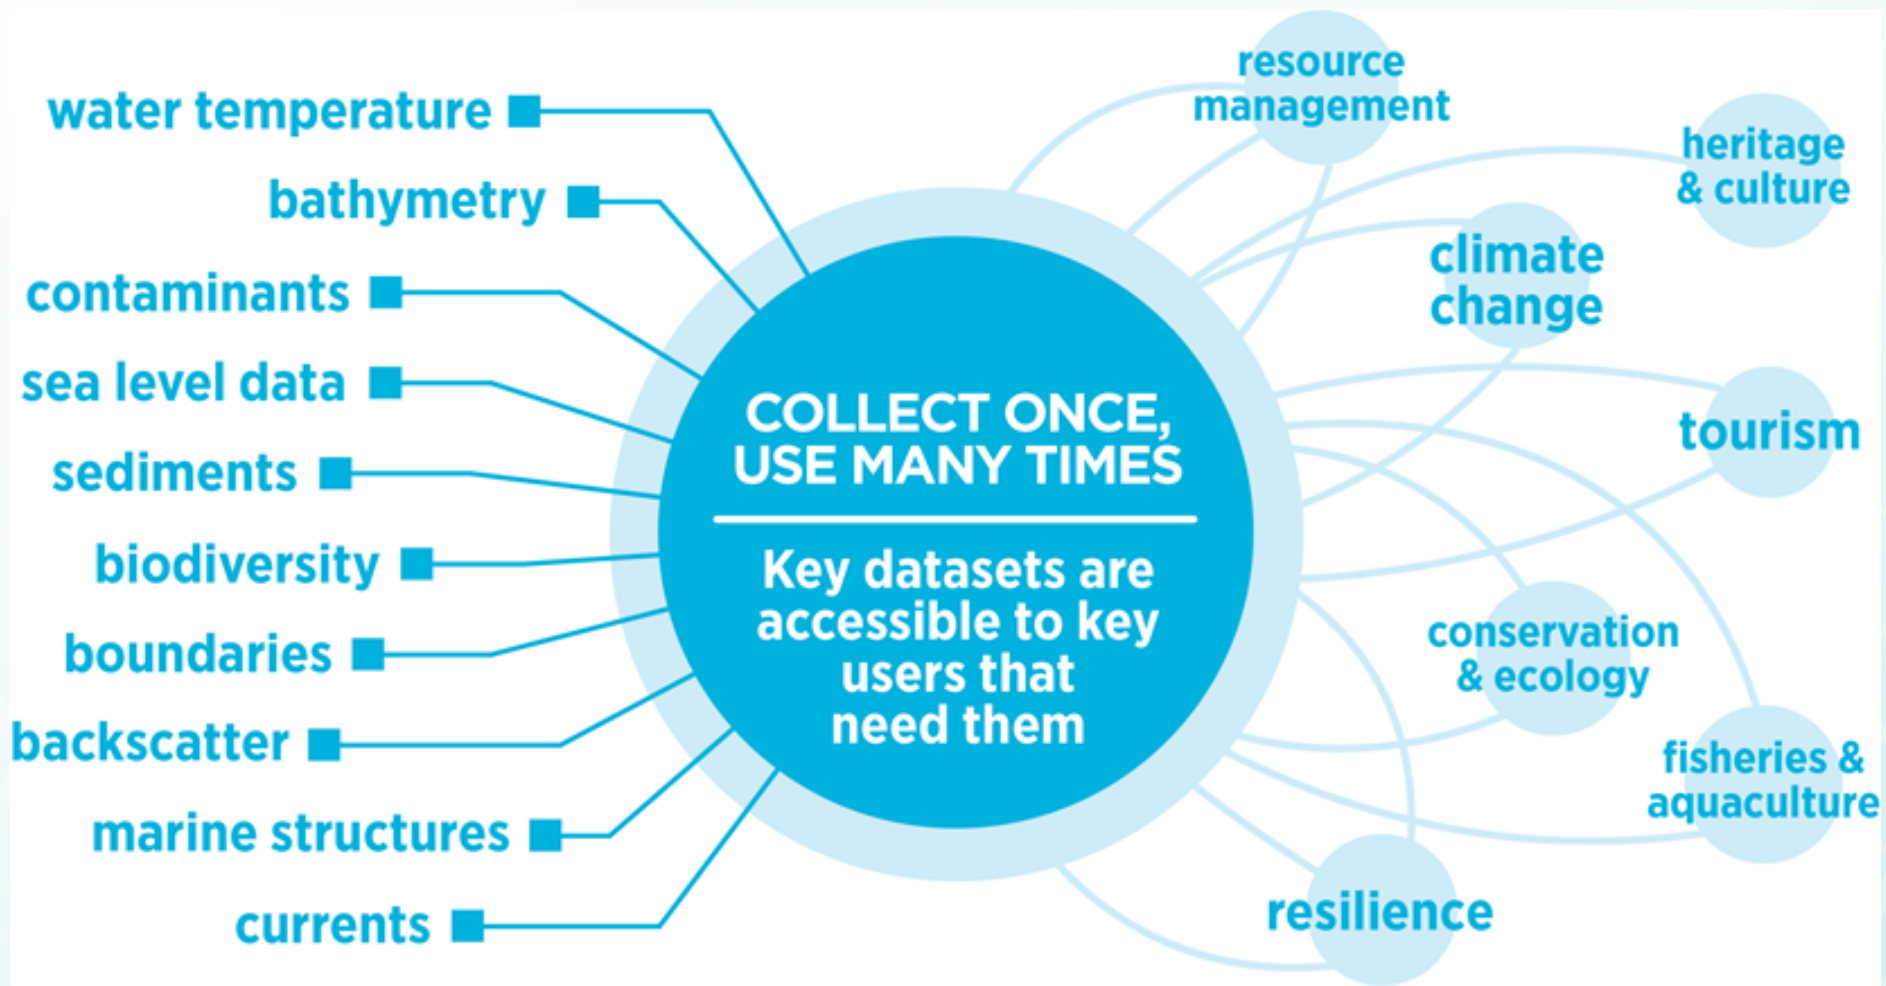 water temperature
bathymetry
contaminants
sea level data
sediments
biodiversity
boundaries
backscatter
marine structures
currents
COLLECT ONCE,
USE MANY TIMES
Key datasets are
accessible to key
users that
need them
resource
management
heritage
& culture
climate
change
tourism
conservation
& ecology
fisheries &
aquaculture
resilience